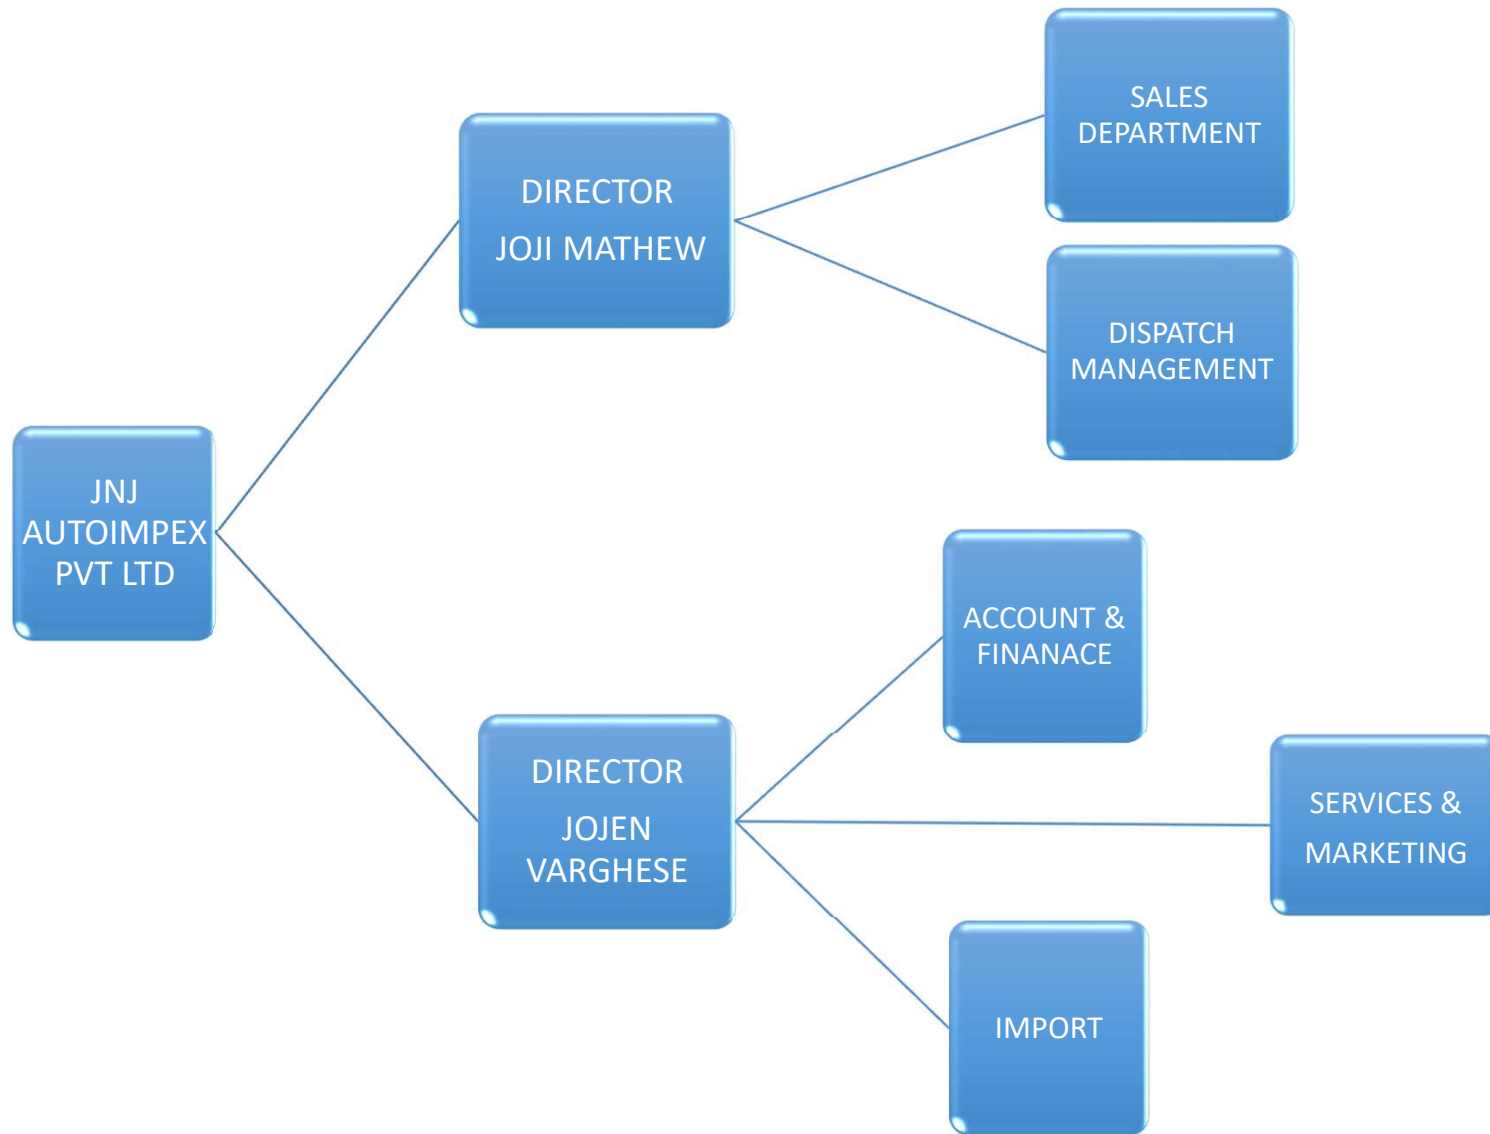 JNJ
AUTOIMPEX
PVT LTD
DIRECTOR
JOJI MATHEW
SALES
DEPARTMENT
DISPATCH
MANAGEMENT
DIRECTOR
JOJEN
VARGHESE
ACCOUNT &
FINANACE
SERVICES &
MARKETING
IMPORT